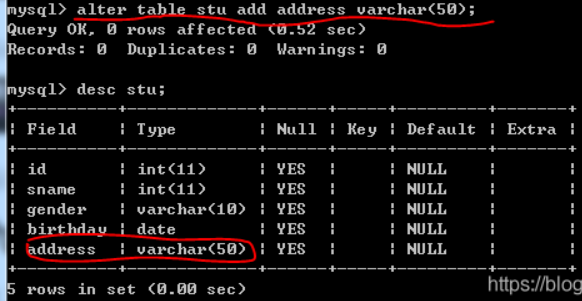 mysql> alter table stu add address varchar(50);
Query OK, 0 rows affected (0.52 sec)
Records: 0  Duplicates: 0  Warnings: 0
mysql> desc stu;
+----------+-------------+------+-----+---------+-------+
| Field    | Type        | Null | Key | Default | Extra |
+----------+-------------+------+-----+---------+-------+
| id       | int(11)     | YES  |     | NULL    |       |
| sname    | int(11)     | YES  |     | NULL    |       |
| gender   | varchar(10) | YES  |     | NULL    |       |
| birthday | date        | YES  |     | NULL    |       |
| address  | varchar(50) | YES  |     | NULL    |       |
+----------+-------------+------+-----+---------+-------+
5 rows in set (0.00 sec)
https://blog